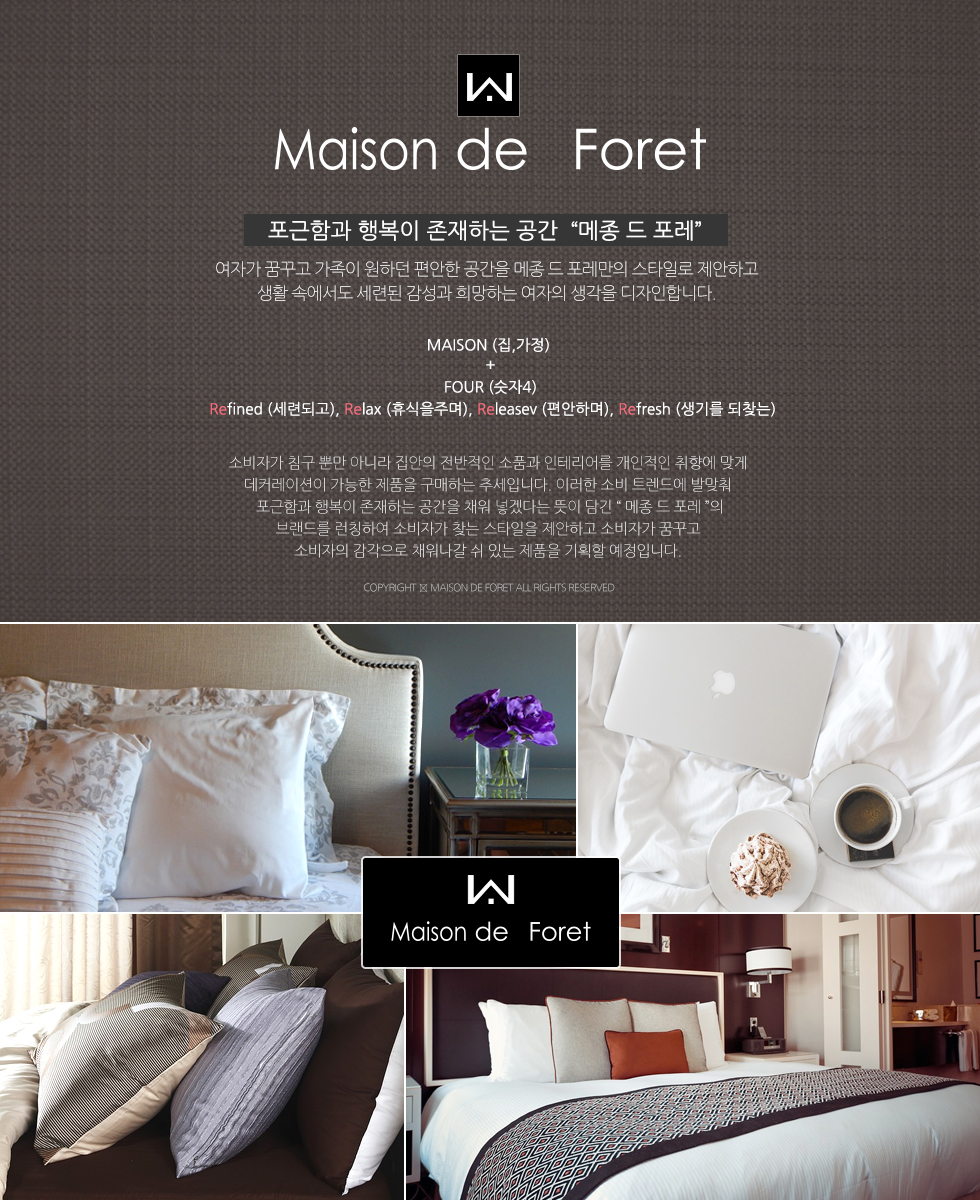 Maison de Foret
포근함과 행복이 존재하는 공간 “메종 드 포레”
여자가 꿈꾸고 가족이 원하던 편안한 공간을 메종 드 포레만의 스타일로 제안하고
생활 속에서도 세련된 감성과 희망하는 여자의 생각을 디자인합니다.
MAISON (집,가정)
+
FOUR (숫자4)
Refined (세련되고), Relax (휴식을주며), Releasev (편안하며), Refresh (생기를 되찾는)
소비자가 침구 뿐만 아니라 집안의 전반적인 소품과 인테리어를 개인적인 취향에 맞게
데커레이션이 가능한 제품을 구매하는 추세입니다. 이러한 소비 트렌드에 발맞춰
포근함과 행복이 존재하는 공간을 채워 넣겠다는 뜻이 담긴 “ 메종 드 포레 ”의
브랜드를 런칭하여 소비자가 찾는 스타일을 제안하고 소비자가 꿈꾸고
소비자의 감각으로 채워나갈 쉬 있는 제품을 기획할 예정입니다.
COPYRIGHT ☒ MAISON DE FORET ALL RIGHTS RESERVED
Maison de Foret